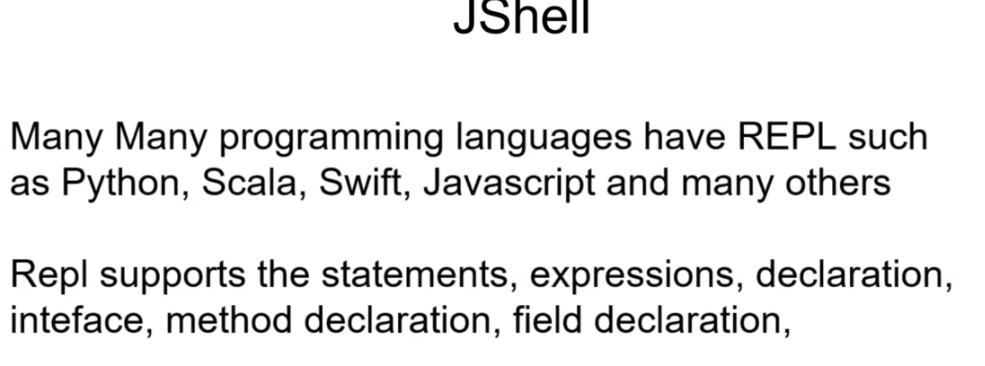 JShell
Many Many programming languages have REPL such
as Python, Scala, Swift, Javascript and many others
Repl supports the statements, expressions, declaration,
inteface, method declaration, field declaration,